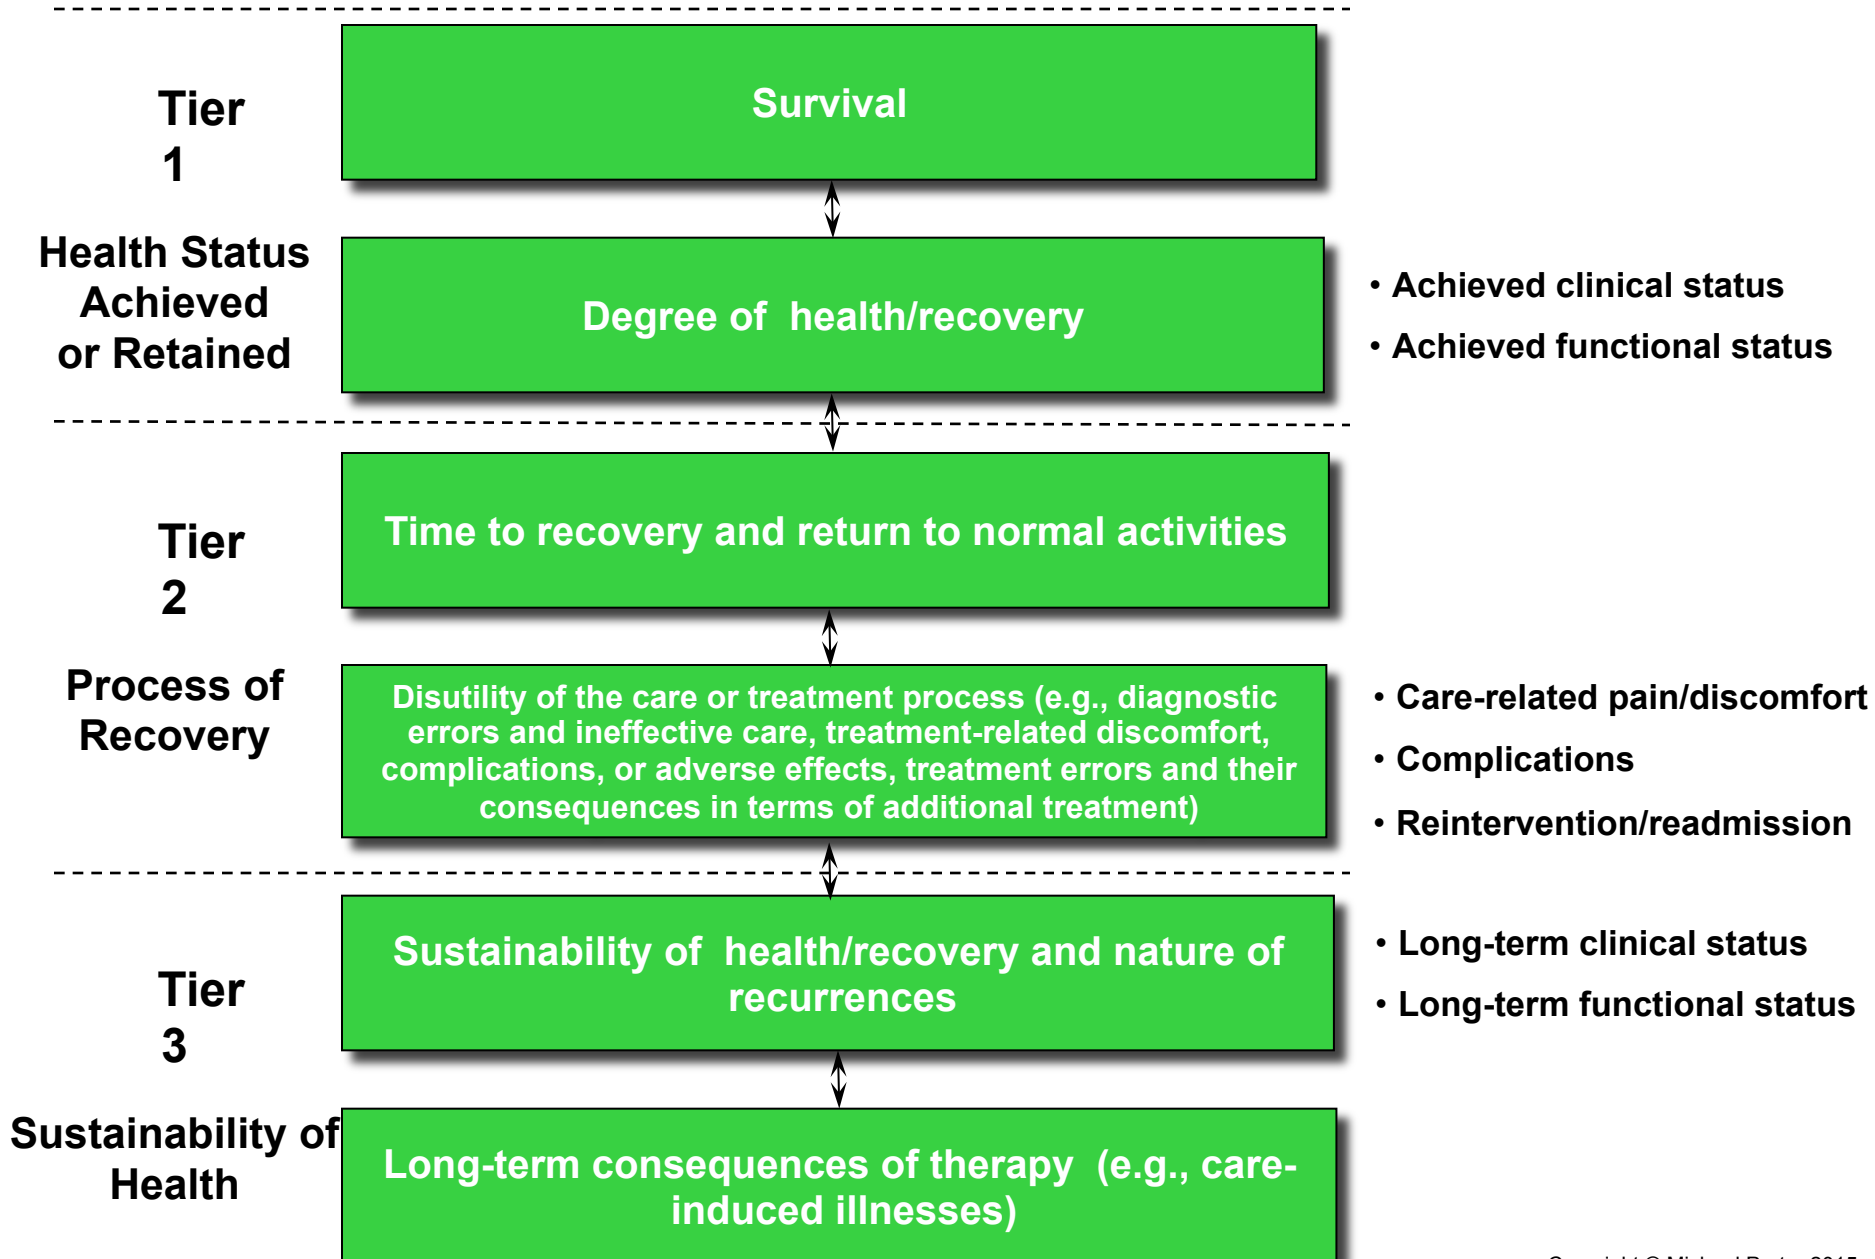 Tier
1
Survival
Health Status
Achieved
or Retained
Degree of health/recovery
• Achieved clinical status
• Achieved functional status
Tier
2
Time to recovery and return to normal activities
Process of
Recovery
Disutility of the care or treatment process (e.g., diagnostic
errors and ineffective care, treatment-related discomfort,
complications, or adverse effects, treatment errors and their
consequences in terms of additional treatment)
• Care-related pain/discomfort
• Complications
• Reintervention/readmission
Tier
3
Sustainability of health/recovery and nature of
recurrences
• Long-term clinical status
• Long-term functional status
Sustainability of
Health
Long-term consequences of therapy (e.g., care-
induced illnesses)
Copyright © Michael Porter 2015